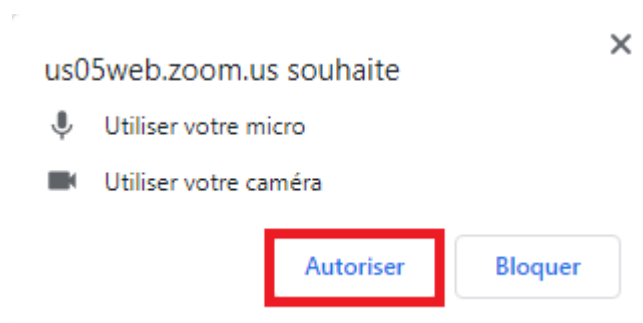 us05web.zoom.us souhaite
Utiliser votre micro
Utiliser votre caméra
Autoriser
Bloquer